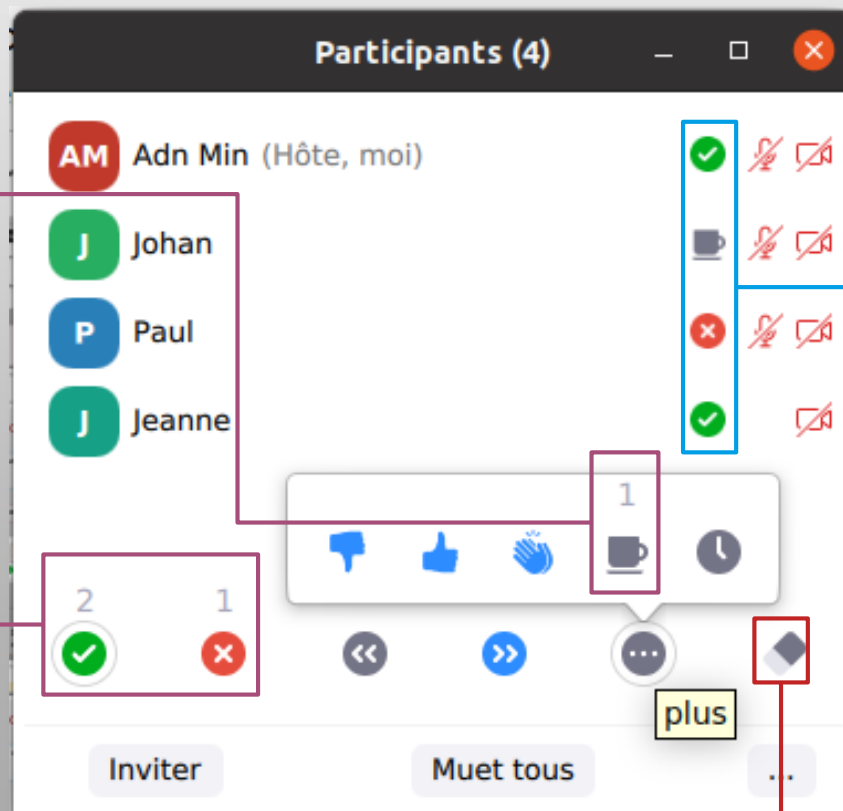 Participants (4)
AM Adn Min (Hôte, moi)
J Johan
P Paul
J Jeanne
1
2 1
plus
Inviter Muet tous ...